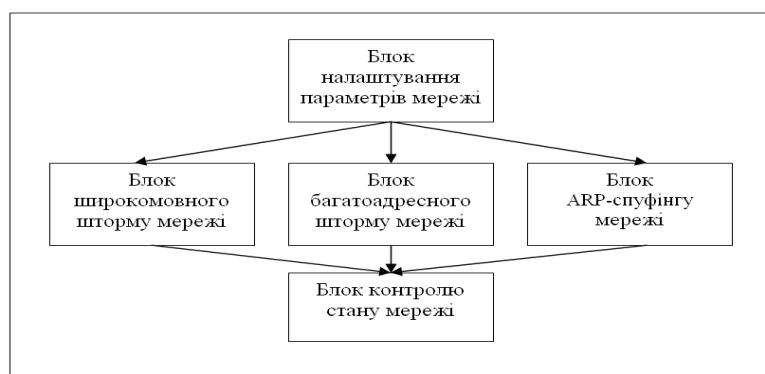 Блок
налаштування
параметрів мережі
Блок
широкомовного
шторму мережі
Блок
багатоадресного
шторму мережі
Блок
ARP-спуфінгу
мережі
Блок контролю
стану мережі